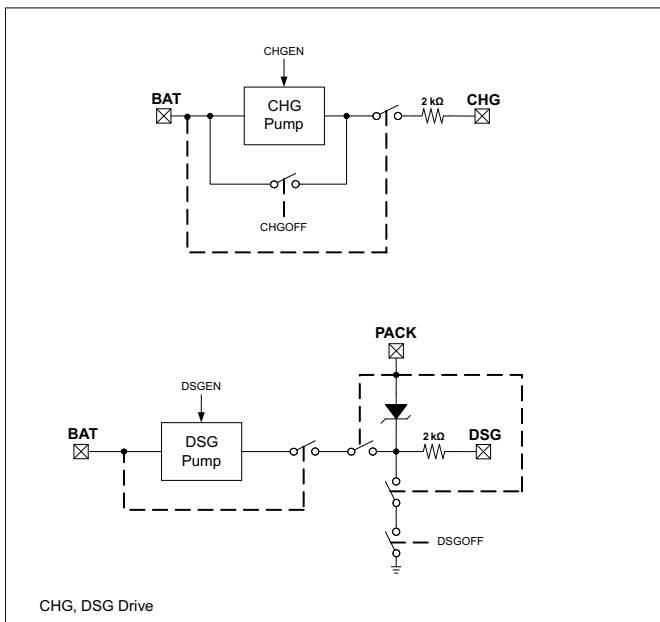 CHGEN
BAT
CHG
Pump
2 kΩ
CHG
CHGOFF
PACK
DSGEN
BAT
DSG
Pump
2 kΩ
DSG
DSGOFF
CHG, DSG Drive